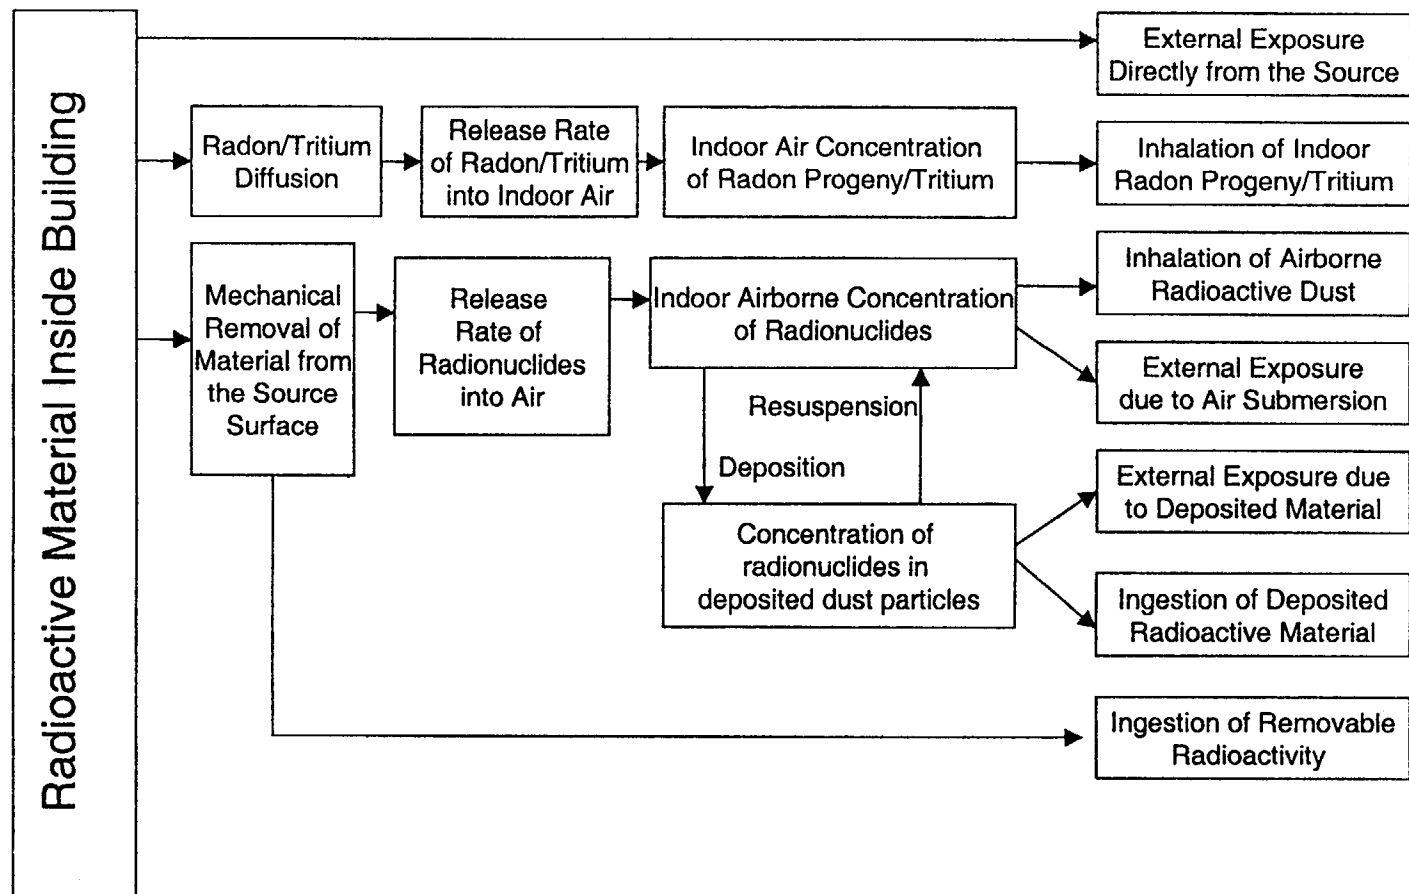 Radioactive Material Inside Building
External Exposure
Directly from the Source
Radon/Tritium
Diffusion
Release Rate
of Radon/Tritium
into Indoor Air
Indoor Air Concentration
of Radon Progeny/Tritium
Inhalation of Indoor
Radon Progeny/Tritium
Mechanical
Removal of
Material from
the Source
Surface
Release
Rate of
Radionuclides
into Air
Indoor Airborne Concentration
of Radionuclides
Inhalation of Airborne
Radioactive Dust
External Exposure
due to Air Submersion
Resuspension
Deposition
Concentration of
radionuclides in
deposited dust particles
External Exposure due
to Deposited Material
Ingestion of Deposited
Radioactive Material
Ingestion of Removable
Radioactivity